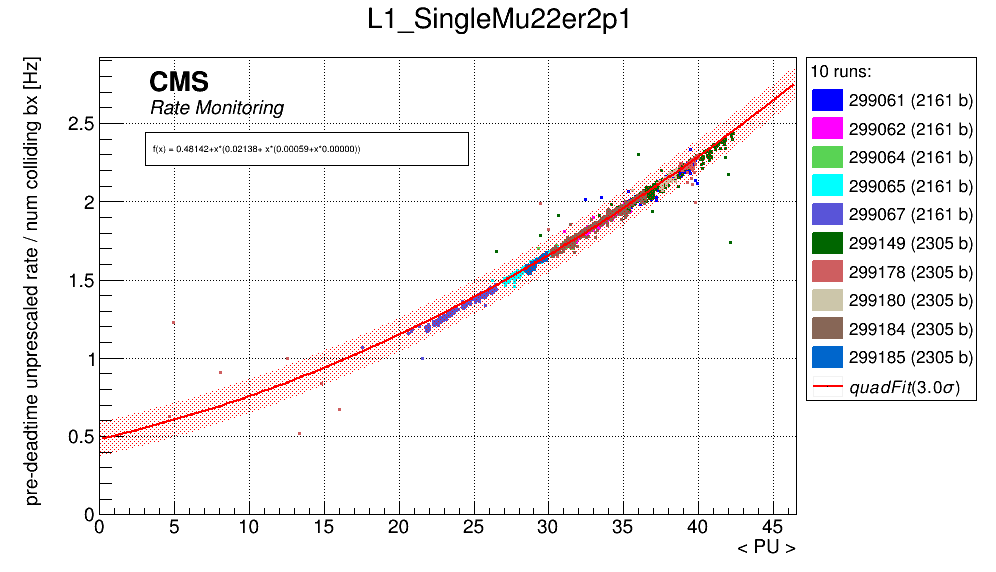 L1_SingleMu22er2p1
pre-deadtime unprescaled rate / num colliding bx [Hz]
CMS
Rate Monitoring
f(x) = 0.48142+x*(0.02138+ x*(0.00059+x*0.00000))
2.5
2
1.5
1
0.5
0
0 5 10 15 20 25 30 35 40 45
< PU >
10 runs:
299061 (2161 b)
299062 (2161 b)
299064 (2161 b)
299065 (2161 b)
299067 (2161 b)
299149 (2305 b)
299178 (2305 b)
299180 (2305 b)
299184 (2305 b)
299185 (2305 b)
quadFit(3.0σ)